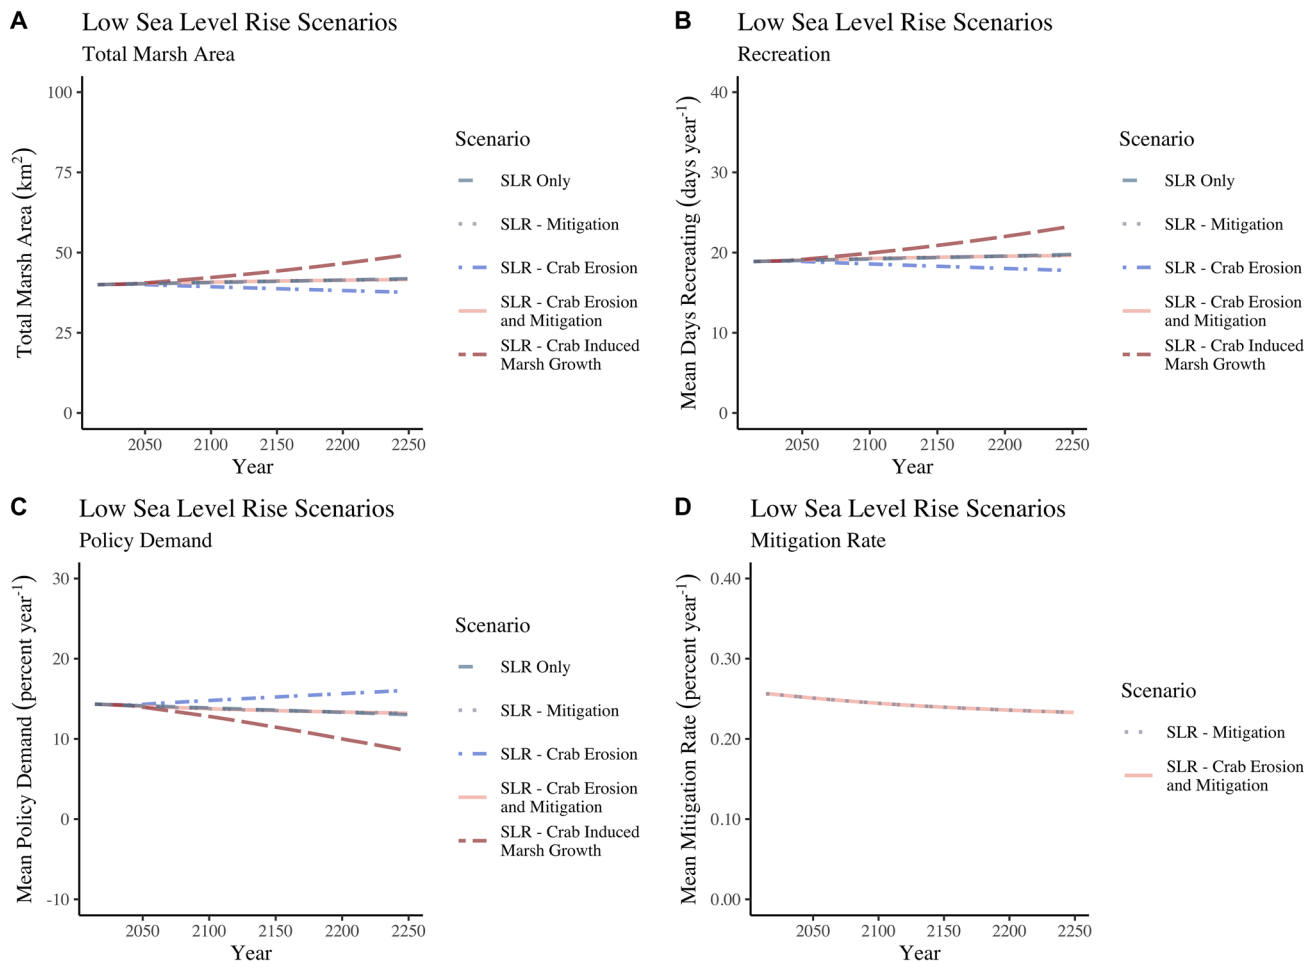 A
Low Sea Level Rise Scenarios
Total Marsh Area
Total Marsh Area (km²)
100
75
50
25
0
2050
2100
2150
2200
2250
Year
Scenario
SLR Only
SLR - Mitigation
SLR - Crab Erosion
SLR - Crab Erosion
and Mitigation
SLR - Crab Induced
Marsh Growth
B
Low Sea Level Rise Scenarios
Recreation
Mean Days Recreating (days year⁻¹)
40
30
20
10
0
2050
2100
2150
2200
2250
Year
Scenario
SLR Only
SLR - Mitigation
SLR - Crab Erosion
SLR - Crab Erosion
and Mitigation
SLR - Crab Induced
Marsh Growth
C
Low Sea Level Rise Scenarios
Policy Demand
Mean Policy Demand (percent year⁻¹)
30
20
10
0
-10
2050
2100
2150
2200
2250
Year
Scenario
SLR Only
SLR - Mitigation
SLR - Crab Erosion
SLR - Crab Erosion
and Mitigation
SLR - Crab Induced
Marsh Growth
D
Low Sea Level Rise Scenarios
Mitigation Rate
Mean Mitigation Rate (percent year⁻¹)
0.40
0.30
0.20
0.10
0.00
2050
2100
2150
2200
2250
Year
Scenario
SLR - Mitigation
SLR - Crab Erosion
and Mitigation